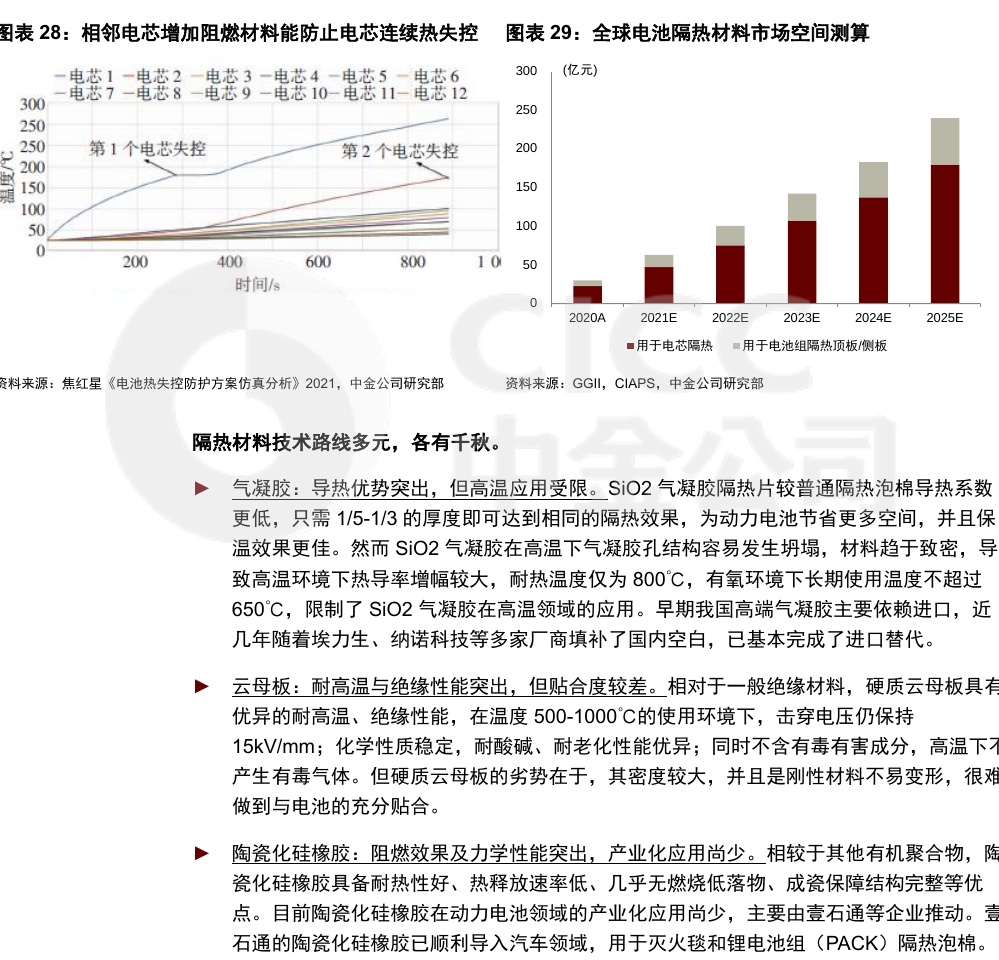 图表 28：相邻电芯增加阻燃材料能防止电芯连续热失控
电芯 1 电芯 2 电芯 3 电芯 4 电芯 5 电芯 6
电芯 7 电芯 8 电芯 9 电芯 10 电芯 11 电芯 12
300
250
200
250
200
150
100
50
0
温度/℃
第 1 个电芯失控
第 2 个电芯失控
200 400 600 800 1 00
时间/s
资料来源：焦红星《电池热失控防护方案仿真分析》2021，中金公司研究部
图表 29：全球电池隔热材料市场空间测算
(亿元)
300
250
200
150
100
50
0
2020A 2021E 2022E 2023E 2024E 2025E
用于电芯隔热 用于电池组隔热顶板/侧板
资料来源：GGII，CIAPS，中金公司研究部
CICC
中金公司
隔热材料技术路线多元，各有千秋。
气凝胶：导热优势突出，但高温应用受限。SiO2 气凝胶隔热片较普通隔热泡棉导热系数
更低，只需 1/5-1/3 的厚度即可达到相同的隔热效果，为动力电池节省更多空间，并且保
温效果更佳。然而 SiO2 气凝胶在高温下气凝胶孔结构容易发生坍塌，材料趋于致密，导
致高温环境下热导率增幅较大，耐热温度仅为 800℃，有氧环境下长期使用温度不超过
650℃，限制了 SiO2 气凝胶在高温领域的应用。早期我国高端气凝胶主要依赖进口，近
几年随着埃力生、纳诺科技等多家厂商填补了国内空白，已基本完成了进口替代。
云母板：耐高温与绝缘性能突出，但贴合度较差。相对于一般绝缘材料，硬质云母板具有
优异的耐高温、绝缘性能，在温度 500-1000℃的使用环境下，击穿电压仍保持
15kV/mm；化学性质稳定，耐酸碱、耐老化性能优异；同时不含有毒有害成分，高温下不
产生有毒气体。但硬质云母板的劣势在于，其密度较大，并且是刚性材料不易变形，很难
做到与电池的充分贴合。
陶瓷化硅橡胶：阻燃效果及力学性能突出，产业化应用尚少。相较于其他有机聚合物，陶
瓷化硅橡胶具备耐热性好、热释放速率低、几乎无燃烧低落物、成瓷保障结构完整等优
点。目前陶瓷化硅橡胶在动力电池领域的产业化应用尚少，主要由壹石通等企业推动。壹
石通的陶瓷化硅橡胶已顺利导入汽车领域，用于灭火毯和锂电池组（PACK）隔热泡棉。